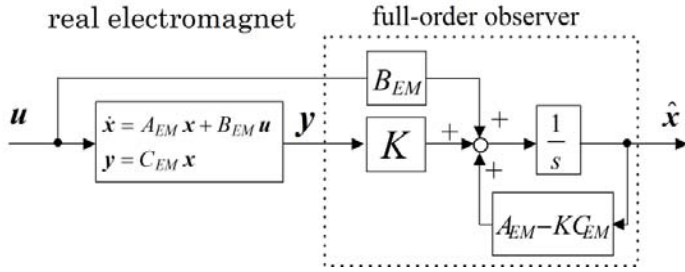 real electromagnet
full-order observer
B_EM
u
ẋ = A_EM x + B_EM u
y = C_EM x
y
K
+
+
+
1/s
x̂
A_EM−KC_EM